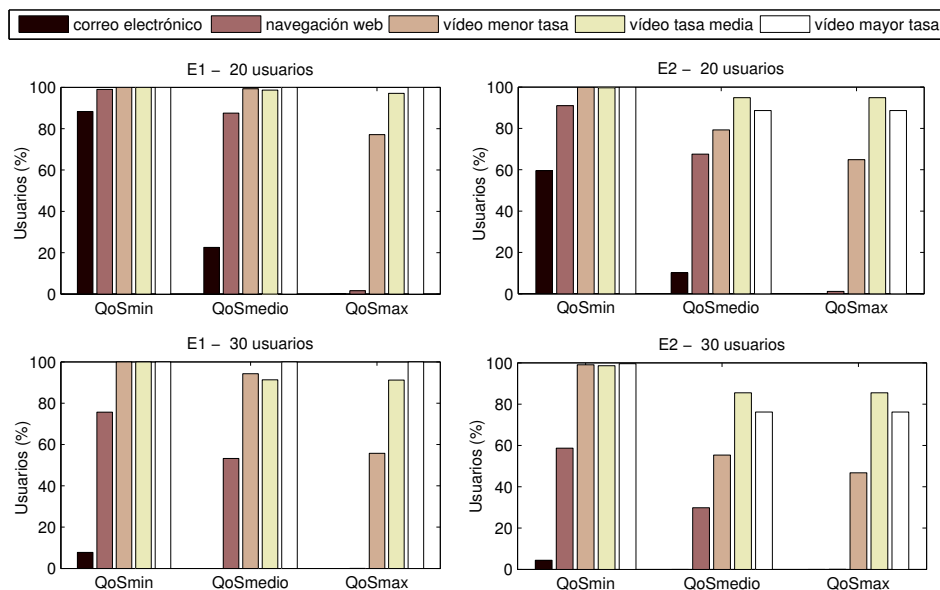 correo electrónico navegación web vídeo menor tasa vídeo tasa media vídeo mayor tasa
E1 − 20 usuarios
100
80
60
40
20
0
Usuarios (%)
QoSmin QoSmedio QoSmax
E2 − 20 usuarios
100
80
60
40
20
0
Usuarios (%)
QoSmin QoSmedio QoSmax
E1 − 30 usuarios
100
80
60
40
20
0
Usuarios (%)
QoSmin QoSmedio QoSmax
E2 − 30 usuarios
100
80
60
40
20
0
Usuarios (%)
QoSmin QoSmedio QoSmax